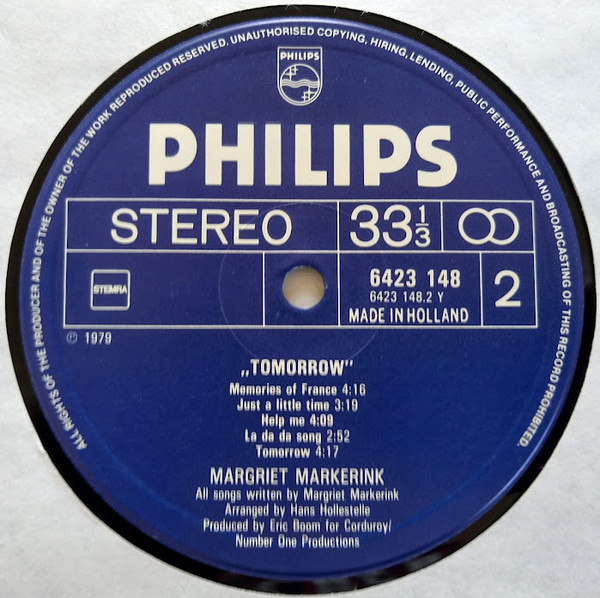 ALL RIGHTS OF THE PRODUCER AND OF THE OWNER OF THE WORK REPRODUCED RESERVED. UNAUTHORISED COPYING, HIRING, LENDING, PUBLIC PERFORMANCE AND BROADCASTING OF THIS RECORD PROHIBITED.
PHILIPS
PHILIPS
STEREO 33⅓
STEMRA
6423 148
6423 148.2 Y
MADE IN HOLLAND
2
℗ 1979
„TOMORROW"
Memories of France 4:16
Just a little time 3:19
Help me 4:09
La da da song 2:52
Tomorrow 4:17
MARGRIET MARKERINK
All songs written by Margriet Markerink
Arranged by Hans Hollestelle
Produced by Eric Boom for Corduroy/
Number One Productions